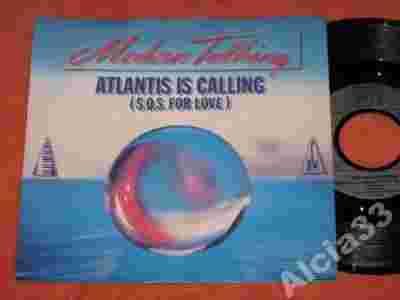 Modern Talking
ATLANTIS IS CALLING
(S.O.S. FOR LOVE)
Alcia33